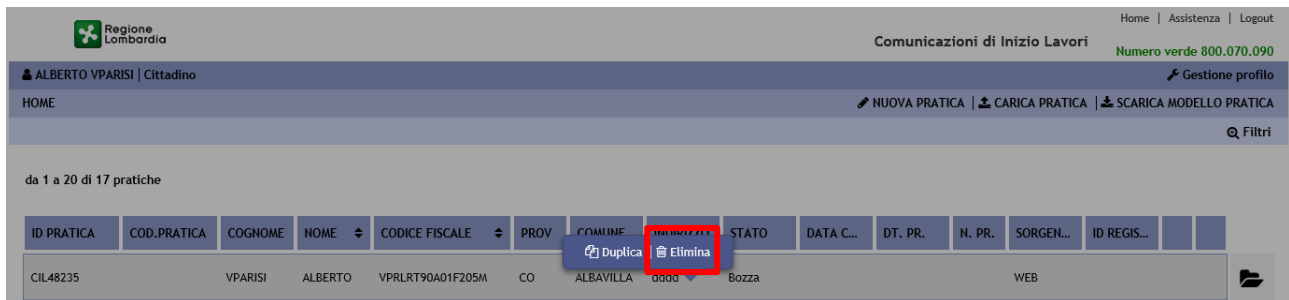 Home | Assistenza | Logout
Regione
Lombardia
Comunicazioni di Inizio Lavori
Numero verde 800.070.090
ALBERTO VPARISI | Cittadino
Gestione profilo
HOME
NUOVA PRATICA | CARICA PRATICA | SCARICA MODELLO PRATICA
Filtri
da 1 a 20 di 17 pratiche
ID PRATICA COD.PRATICA COGNOME NOME CODICE FISCALE PROV COMUNE INDIRIZZO STATO DATA C... DT. PR. N. PR. SORGEN... ID REGIS...
Duplica | Elimina
CIL48235 VPARISI ALBERTO VPRLRT90A01F205M CO ALBAVILLA dddd Bozza WEB